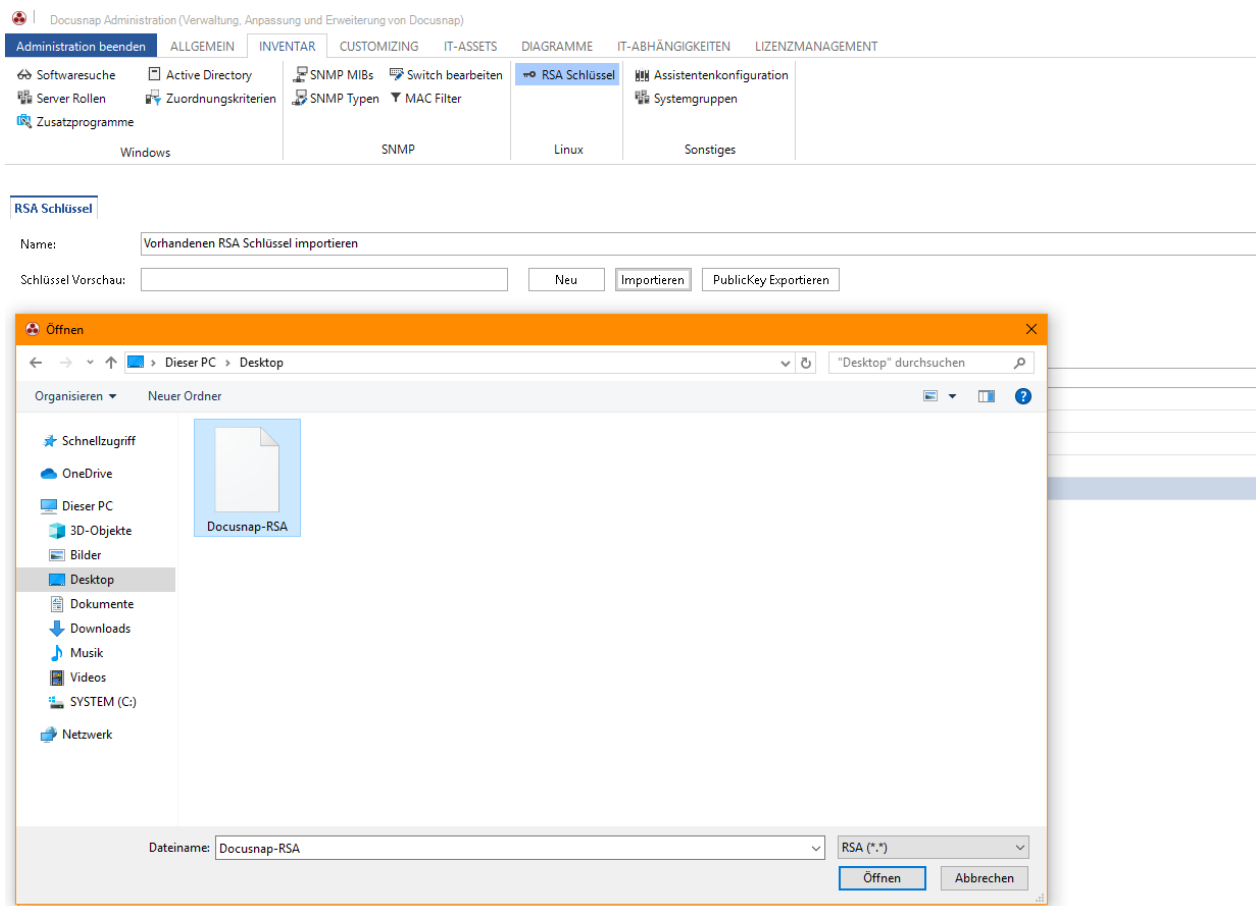 Docusnap Administration (Verwaltung, Anpassung und Erweiterung von Docusnap)
Administration beenden ALLGEMEIN INVENTAR CUSTOMIZING IT-ASSETS DIAGRAMME IT-ABHÄNGIGKEITEN LIZENZMANAGEMENT
Softwaresuche Active Directory SNMP MIBs Switch bearbeiten RSA Schlüssel Assistentenkonfiguration
Server Rollen Zuordnungskriterien SNMP Typen MAC Filter Systemgruppen
Zusatzprogramme
Windows SNMP Linux Sonstiges
RSA Schlüssel
Name: Vorhandenen RSA Schlüssel importieren
Schlüssel Vorschau: Neu Importieren PublicKey Exportieren
Öffnen
Dieser PC > Desktop "Desktop" durchsuchen
Organisieren Neuer Ordner
Schnellzugriff
OneDrive
Dieser PC
3D-Objekte
Bilder
Desktop
Dokumente
Downloads
Musik
Videos
SYSTEM (C:)
Netzwerk
Docusnap-RSA
Dateiname: Docusnap-RSA RSA (*.*)
Öffnen Abbrechen